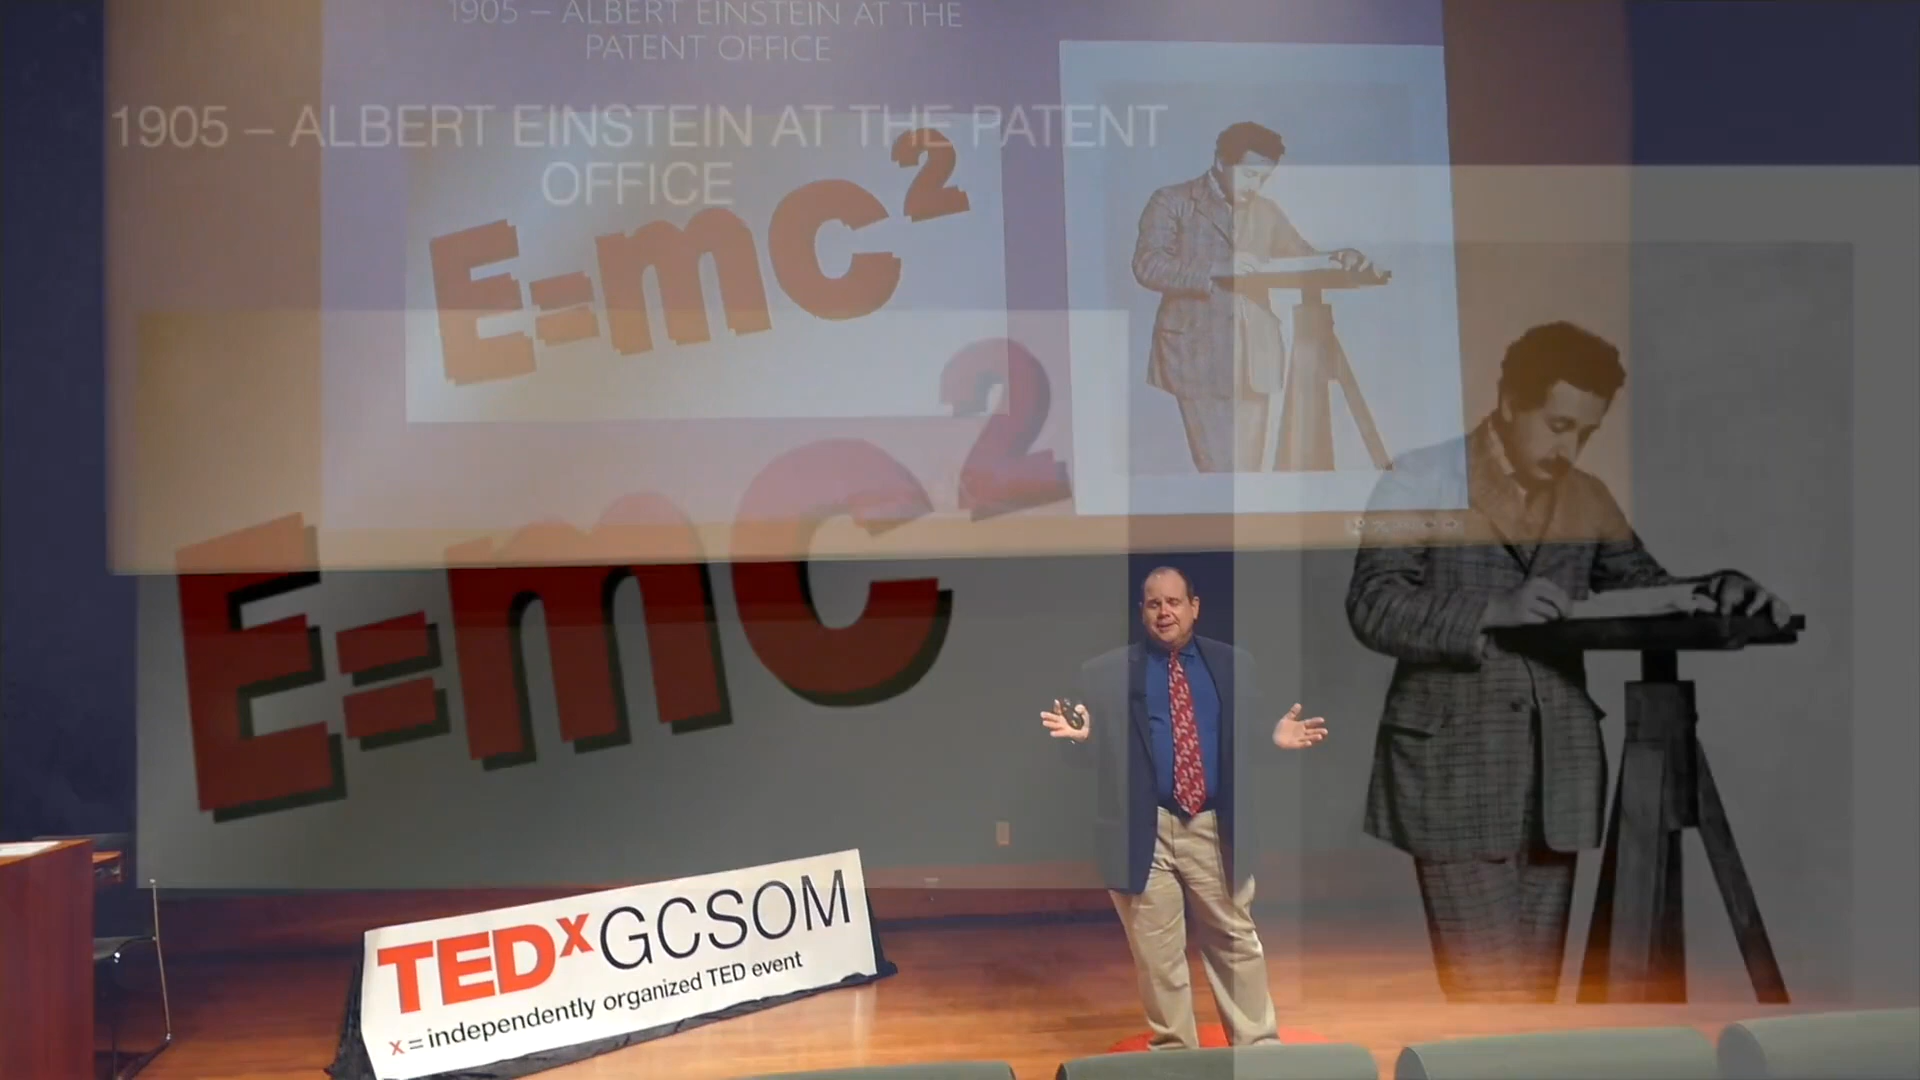 1905 – ALBERT EINSTEIN AT THE
PATENT OFFICE
1905 – ALBERT EINSTEIN AT THE PATENT
OFFICE
E=mc²
E=mc²
TEDxGCSOM
x = independently organized TED event